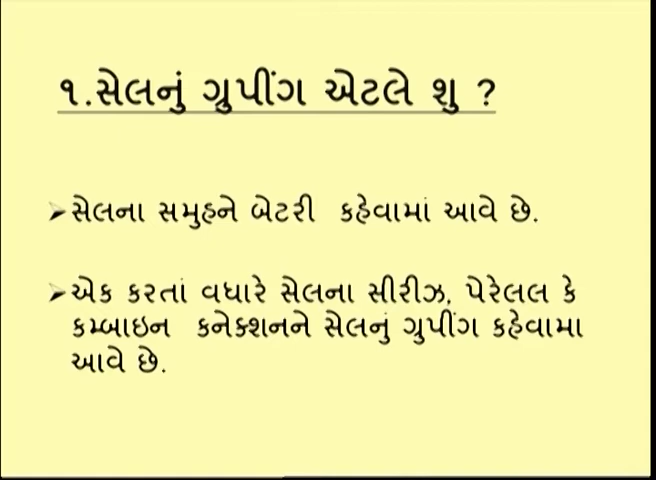 ૧.સેલનું ગ્રુપીંગ એટલે શુ ?
➢સેલના સમુહને બેટરી કહેવામાં આવે છે.
➢એક કરતાં વધારે સેલના સીરીઝ, પેરેલલ કે
કમ્બાઇન કનેક્શનને સેલનું ગ્રુપીંગ કહેવામા
આવે છે.